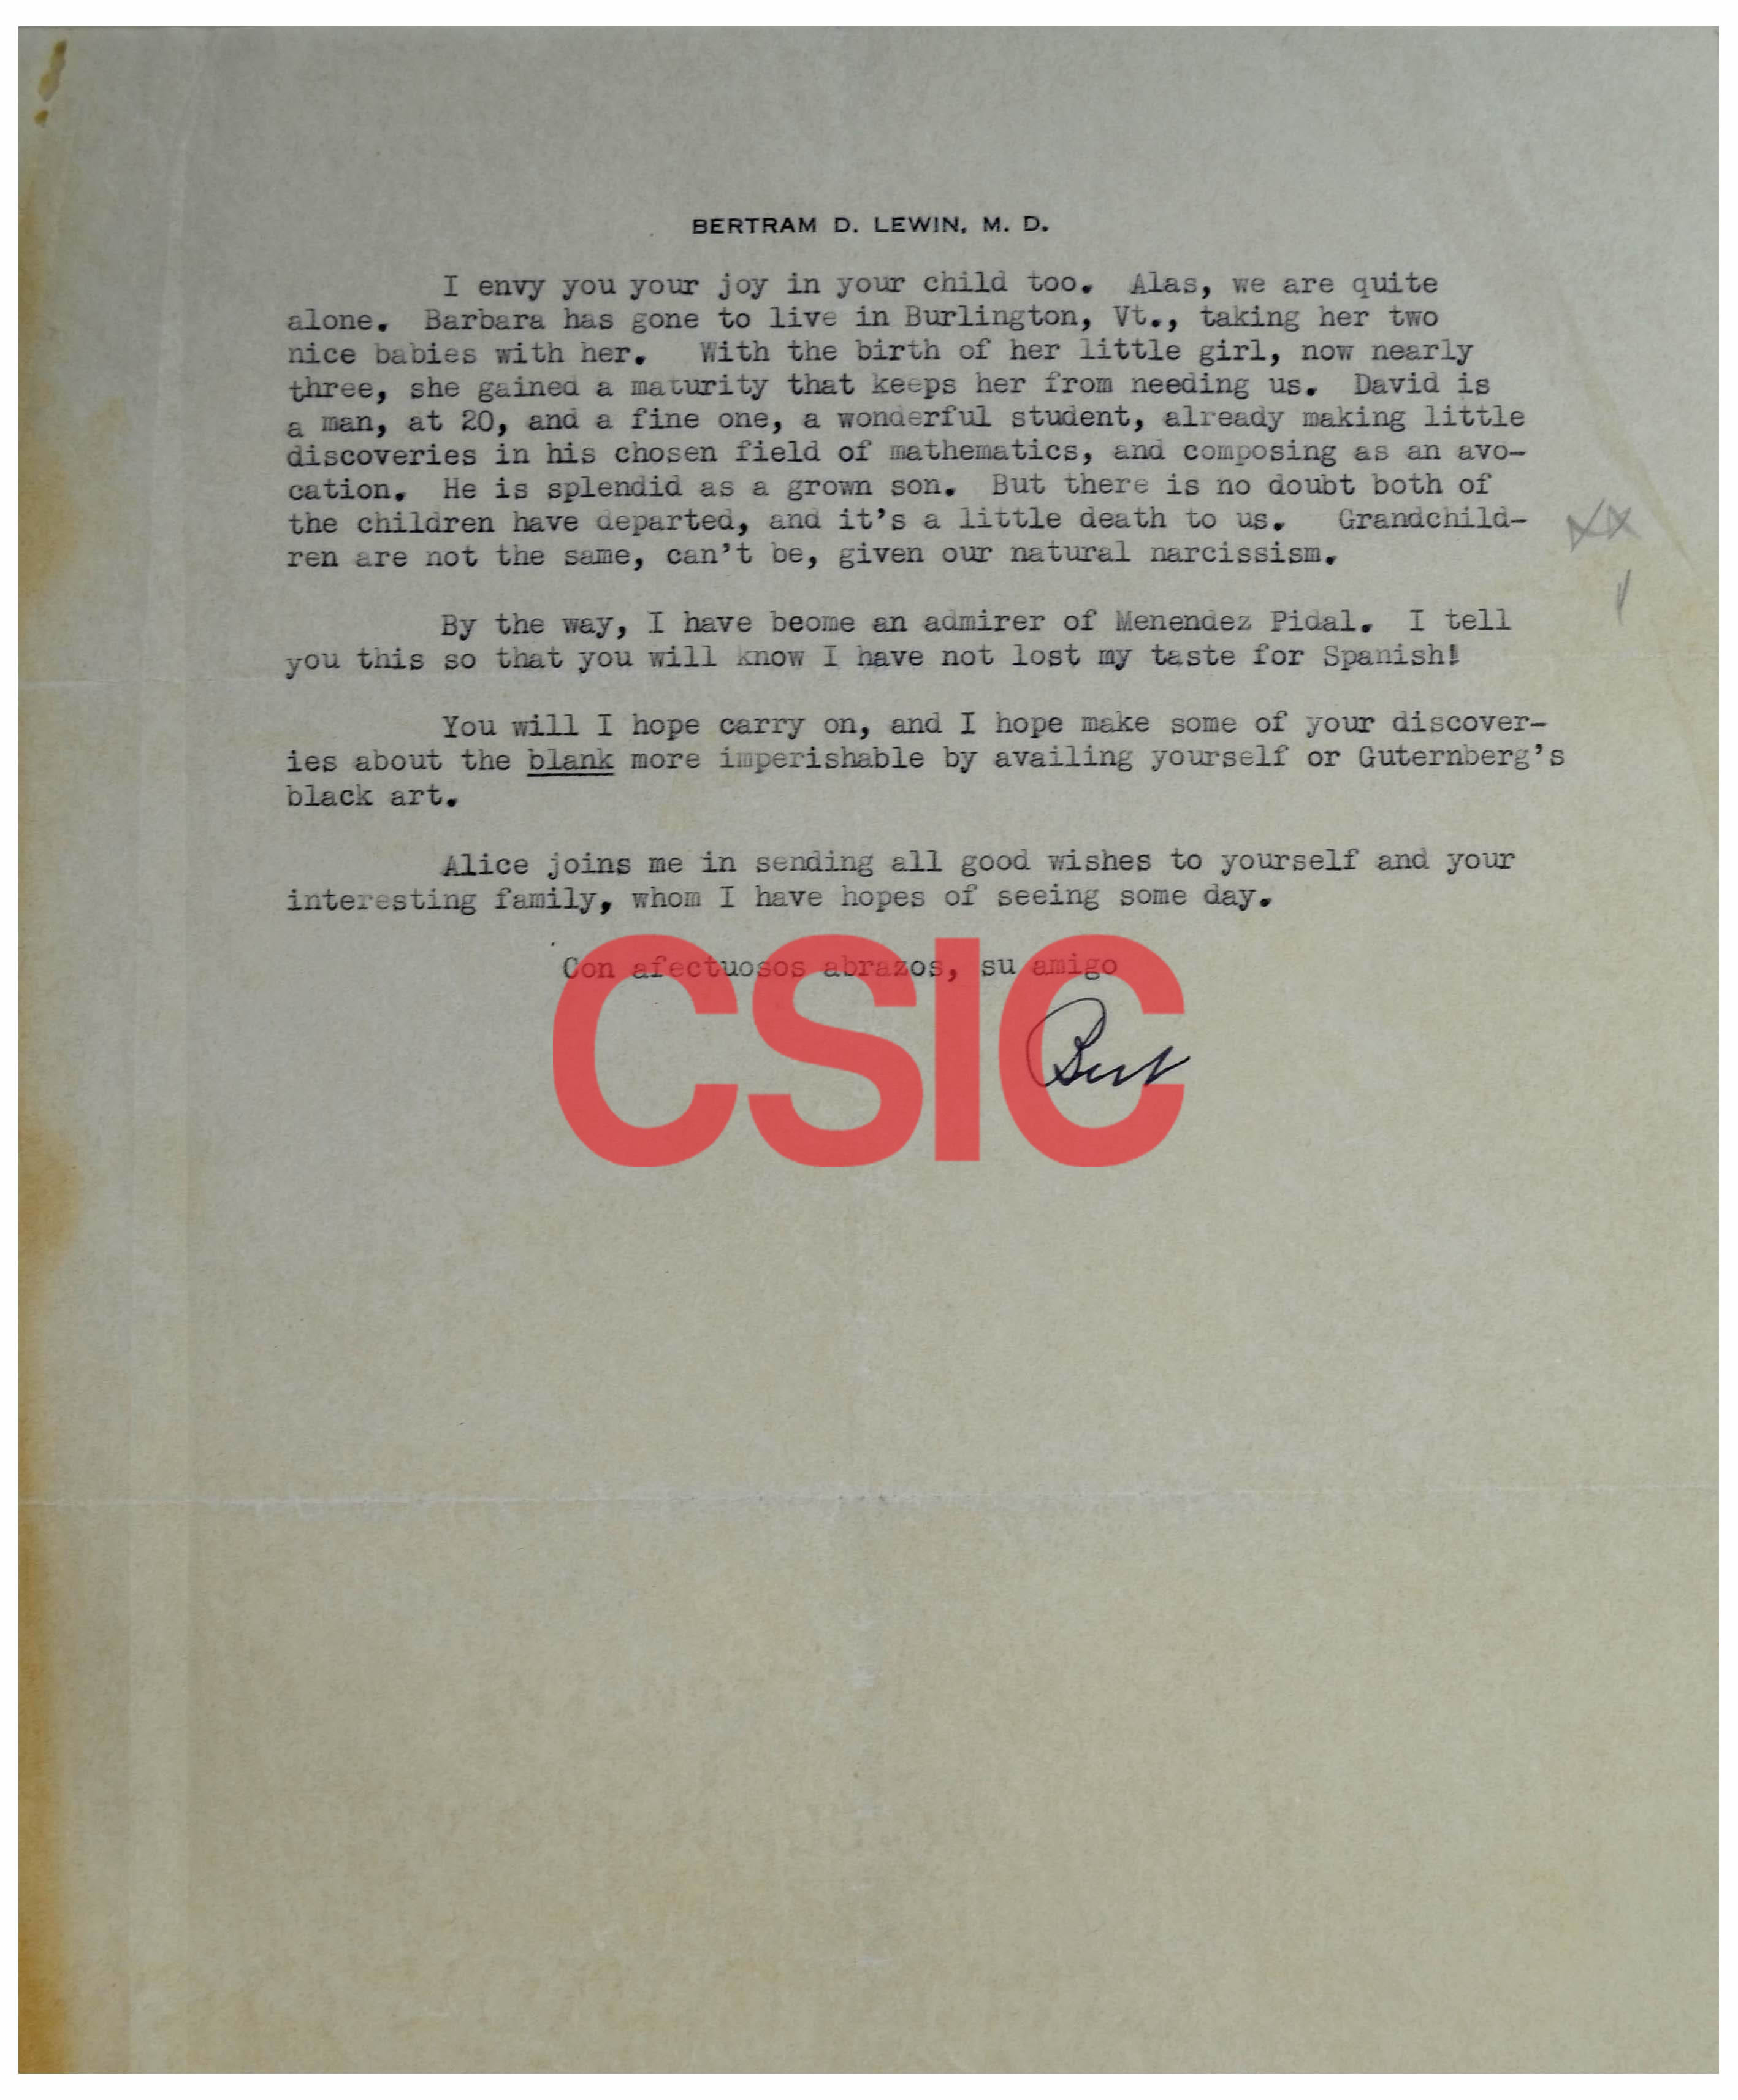 BERTRAM D. LEWIN, M. D.
I envy you your joy in your child too. Alas, we are quite
alone. Barbara has gone to live in Burlington, Vt., taking her two
nice babies with her. With the birth of her little girl, now nearly
three, she gained a maturity that keeps her from needing us. David is
a man, at 20, and a fine one, a wonderful student, already making little
discoveries in his chosen field of mathematics, and composing as an avo-
cation. He is splendid as a grown son. But there is no doubt both of
the children have departed, and it's a little death to us. Grandchild-
ren are not the same, can't be, given our natural narcissism.
By the way, I have beome an admirer of Menendez Pidal. I tell
you this so that you will know I have not lost my taste for Spanish!
You will I hope carry on, and I hope make some of your discover-
ies about the blank more imperishable by availing yourself or Guternberg's
black art.
Alice joins me in sending all good wishes to yourself and your
interesting family, whom I have hopes of seeing some day.
Con afectuosos abrazos, su amigo
CSIC
Bert